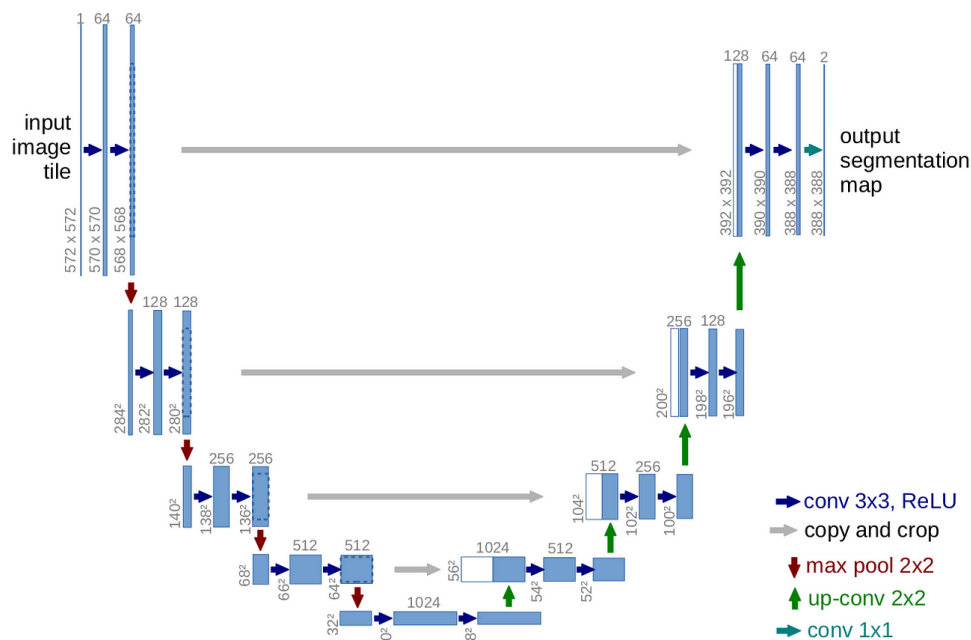 1 64 64
input
image
tile
572 x 572
570 x 570
568 x 568
128 64 64 2
output
segmentation
map
392 x 392
390 x 390
388 x 388
388 x 388
128 128
284²
282²
280²
256 128
200²
198²
196²
256 256
140²
138²
136²
512 256
104²
102²
100²
512 512
68²
66²
64²
1024 512
56²
54²
52²
1024
32²
conv 3x3, ReLU
copy and crop
max pool 2x2
up-conv 2x2
conv 1x1